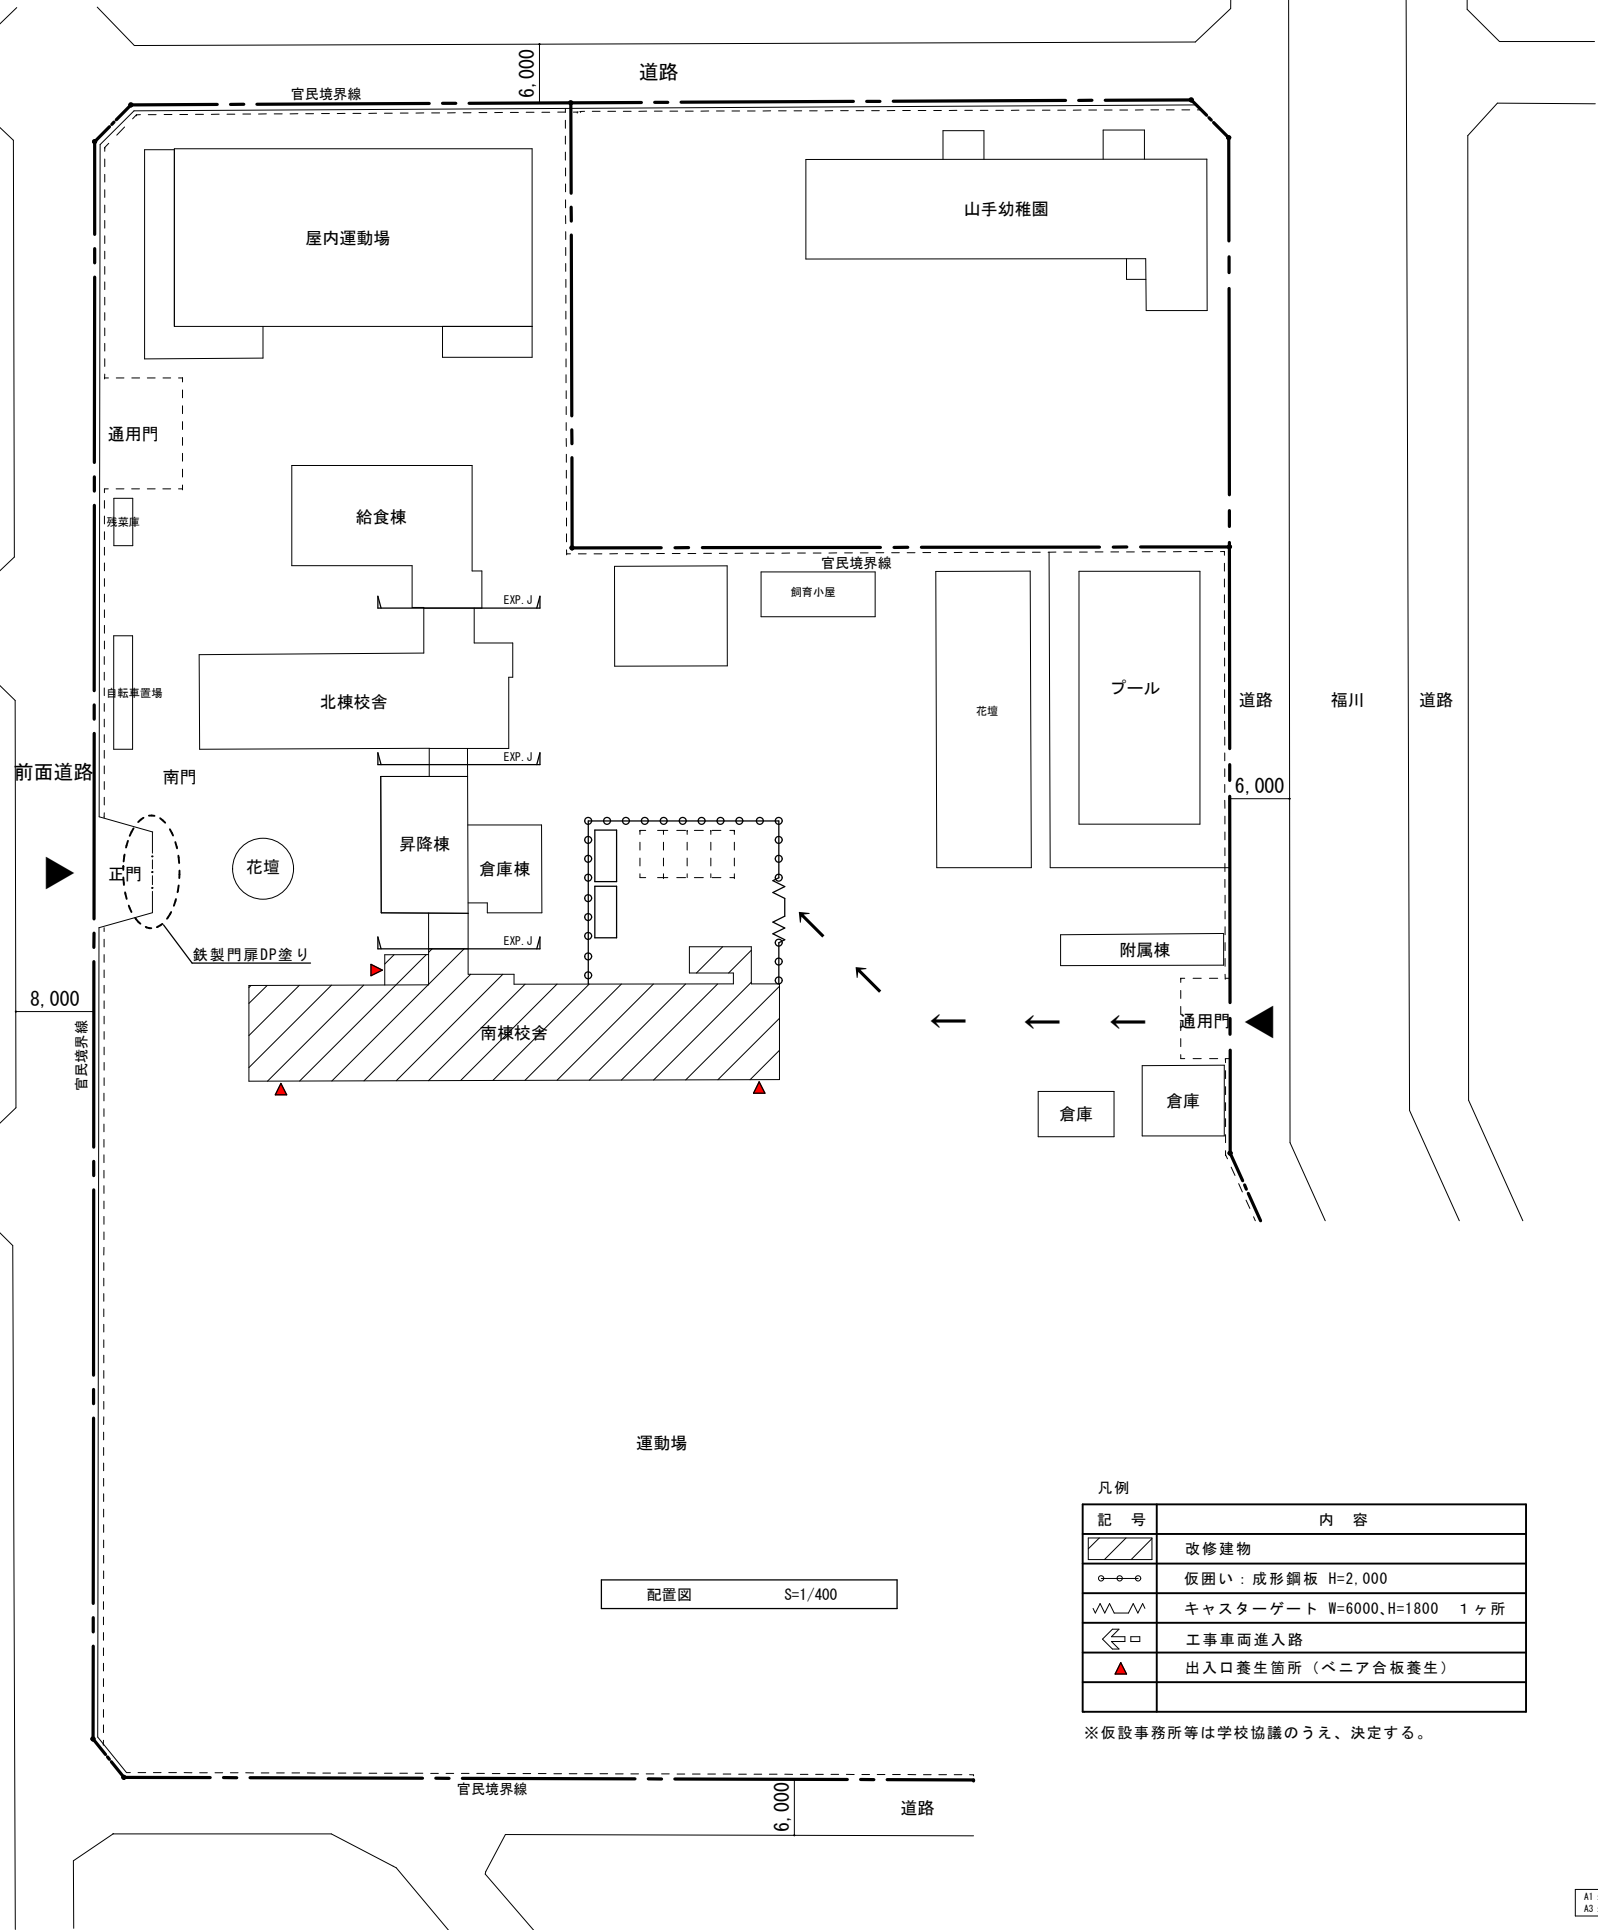 6,000
道路
官民境界線
山手幼稚園
屋内運動場
通用門
給食棟
残菜庫
官民境界線
飼育小屋
EXP.J
自転車置場
北棟校舎
プール
花壇
道路
福川
道路
EXP.J
前面道路
南門
6,000
昇降棟
倉庫棟
正門
花壇
鉄製門扉DP塗り
EXP.J
附属棟
8,000
官民境界線
南棟校舎
通用門
倉庫
倉庫
運動場
凡例
記 号
内 容
改修建物
仮囲い：成形鋼板 H=2,000
キャスターゲート W=6000､H=1800 1ヶ所
工事車両進入路
出入口養生箇所（ベニア合板養生）
配置図 S=1/400
※仮設事務所等は学校協議のうえ、決定する。
官民境界線
6,000
道路
A1
A3